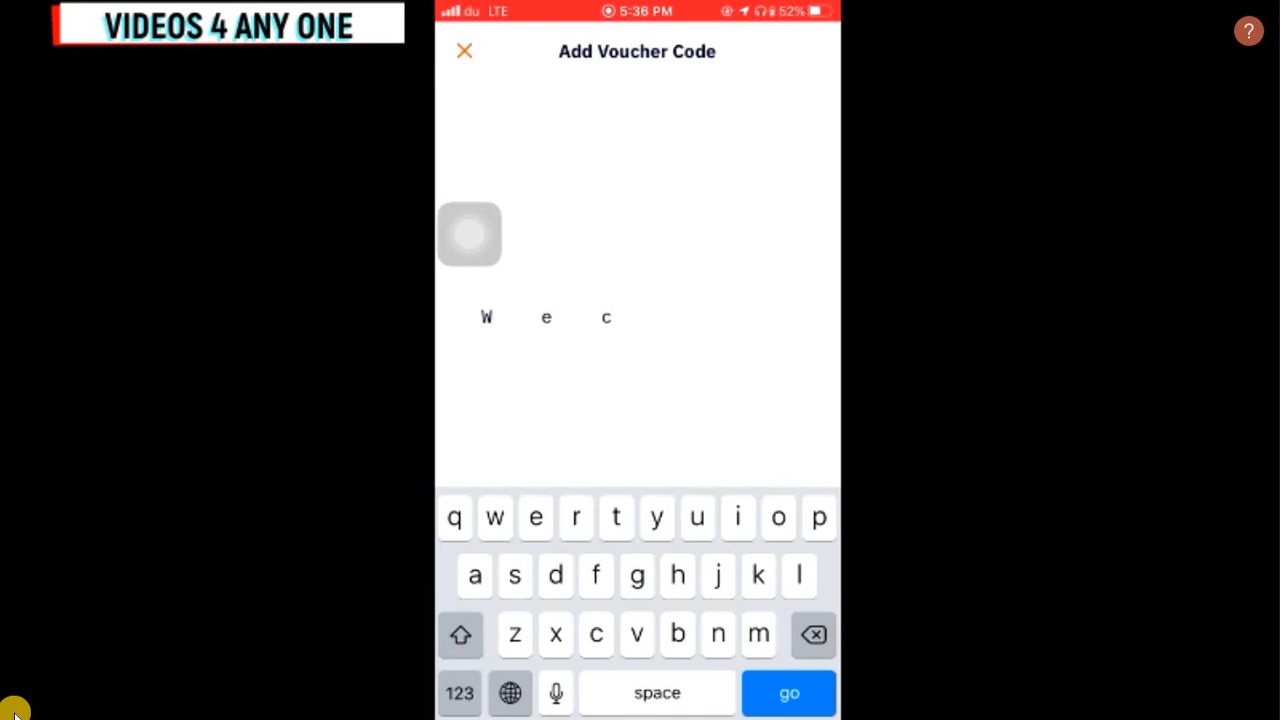 VIDEOS 4 ANY ONE
du LTE 5:36 PM 52%
?
Add Voucher Code
W e c
q w e r t y u i o p
a s d f g h j k l
z x c v b n m
123 space go